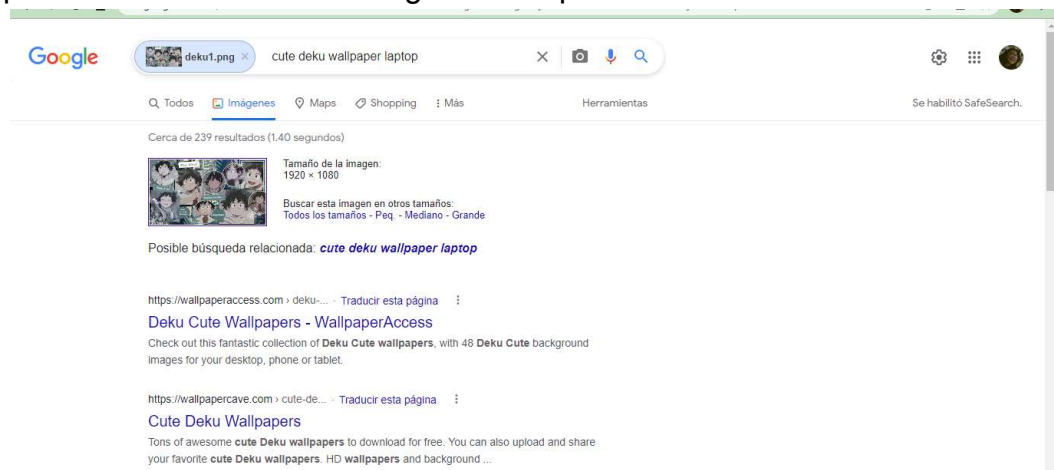 Google
deku1.png × cute deku wallpaper laptop
Todos Imágenes Maps Shopping Más Herramientas Se habilitó SafeSearch.
Cerca de 239 resultados (1.40 segundos)
Tamaño de la imagen:
1920 × 1080
Buscar esta imagen en otros tamaños:
Todos los tamaños - Peq. - Mediano - Grande
Posible búsqueda relacionada: cute deku wallpaper laptop
https://wallpaperaccess.com › deku-... · Traducir esta página
Deku Cute Wallpapers - WallpaperAccess
Check out this fantastic collection of Deku Cute wallpapers, with 48 Deku Cute background
images for your desktop, phone or tablet.
https://wallpapercave.com › cute-de... · Traducir esta página
Cute Deku Wallpapers
Tons of awesome cute Deku wallpapers to download for free. You can also upload and share
your favorite cute Deku wallpapers. HD wallpapers and background ...